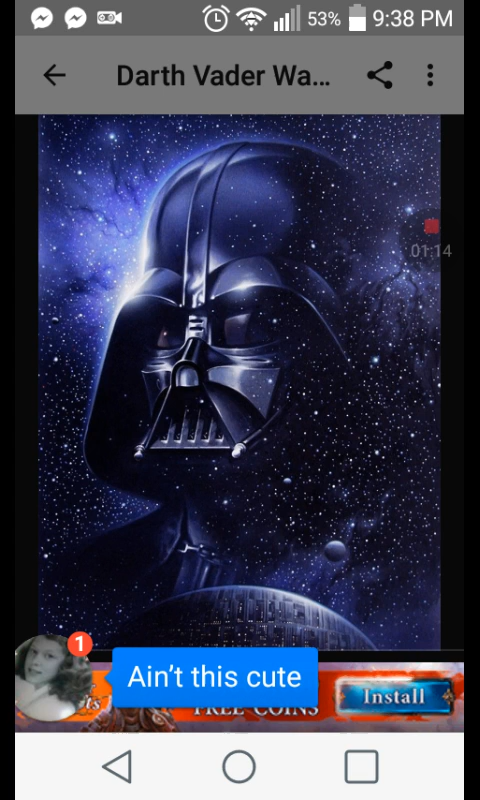 53% 9:38 PM
Darth Vader Wa...
01:14
1
Ain't this cute
FREE COINS
Install